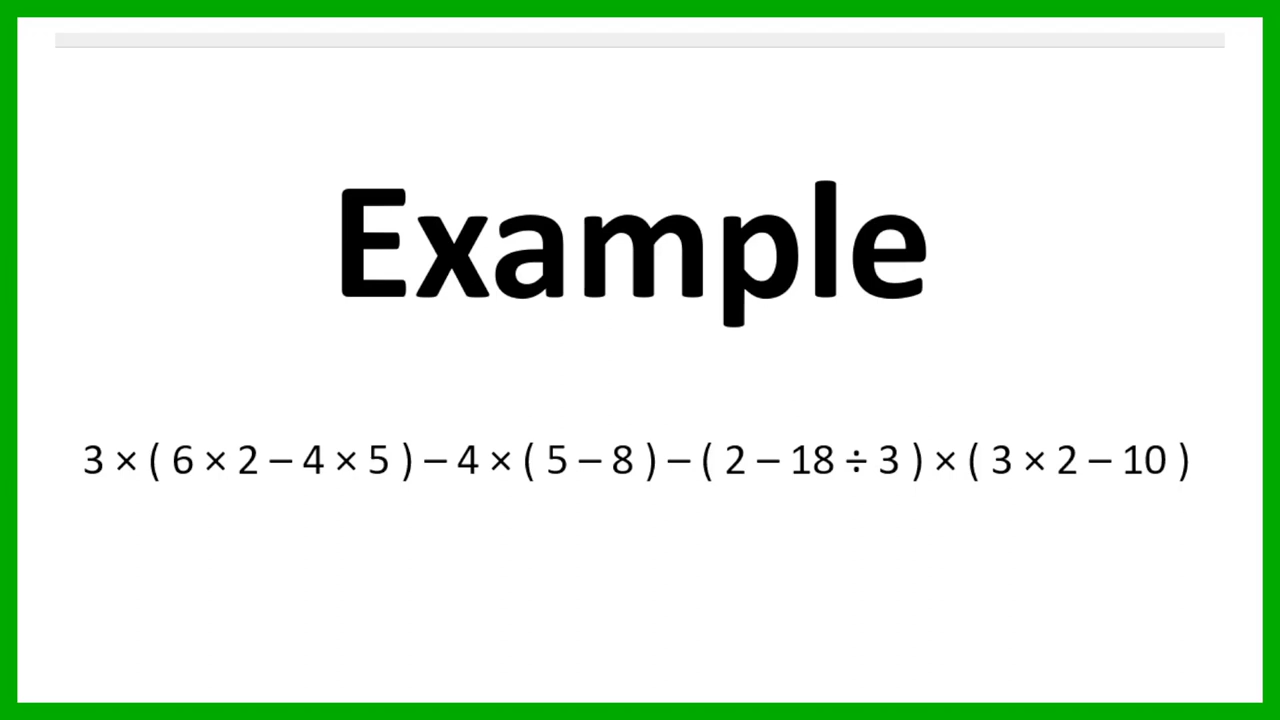 Example
3 × ( 6 × 2 – 4 × 5 ) – 4 × ( 5 – 8 ) – ( 2 – 18 ÷ 3 ) × ( 3 × 2 – 10 )